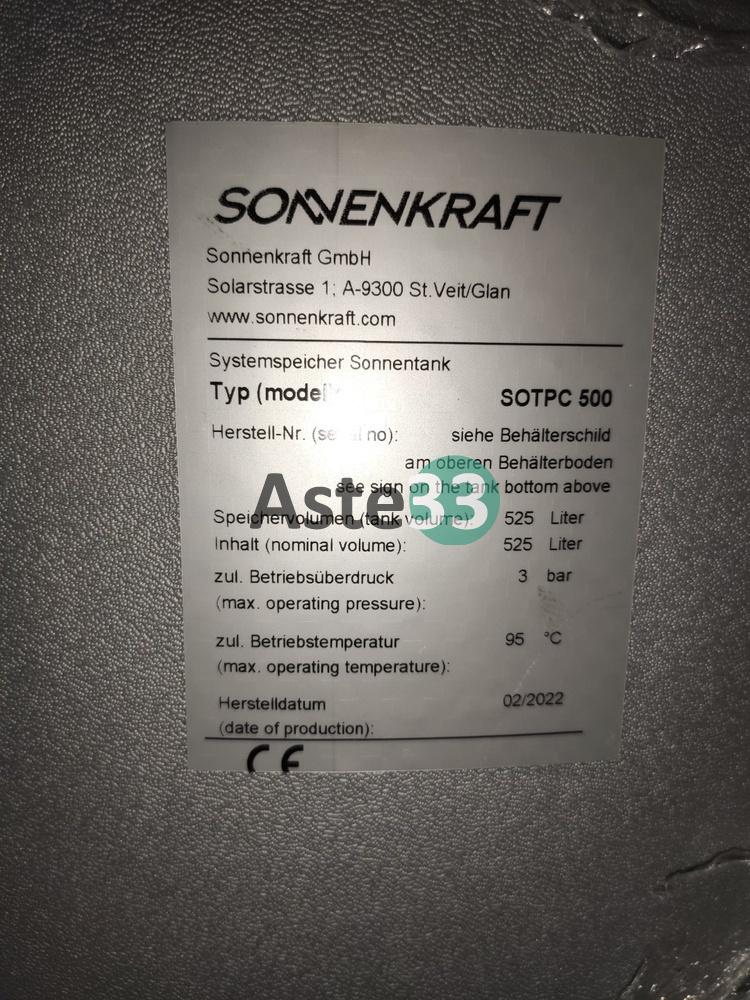 SONNENKRAFT
Sonnenkraft GmbH
Solarstrasse 1; A-9300 St.Veit/Glan
www.sonnenkraft.com
Systemspeicher Sonnentank
Typ (model SOTPC 500
Herstell-Nr. no): siehe Behälterschild
am oberen Behälterboden
see sign on the tank bottom above
Aste33
Speichervolumen (tank volume): 525 Liter
Inhalt (nominal volume): 525 Liter
zul. Betriebsüberdruck 3 bar
(max. operating pressure):
zul. Betriebstemperatur 95 °C
(max. operating temperature):
Herstelldatum 02/2022
(date of production):
CE